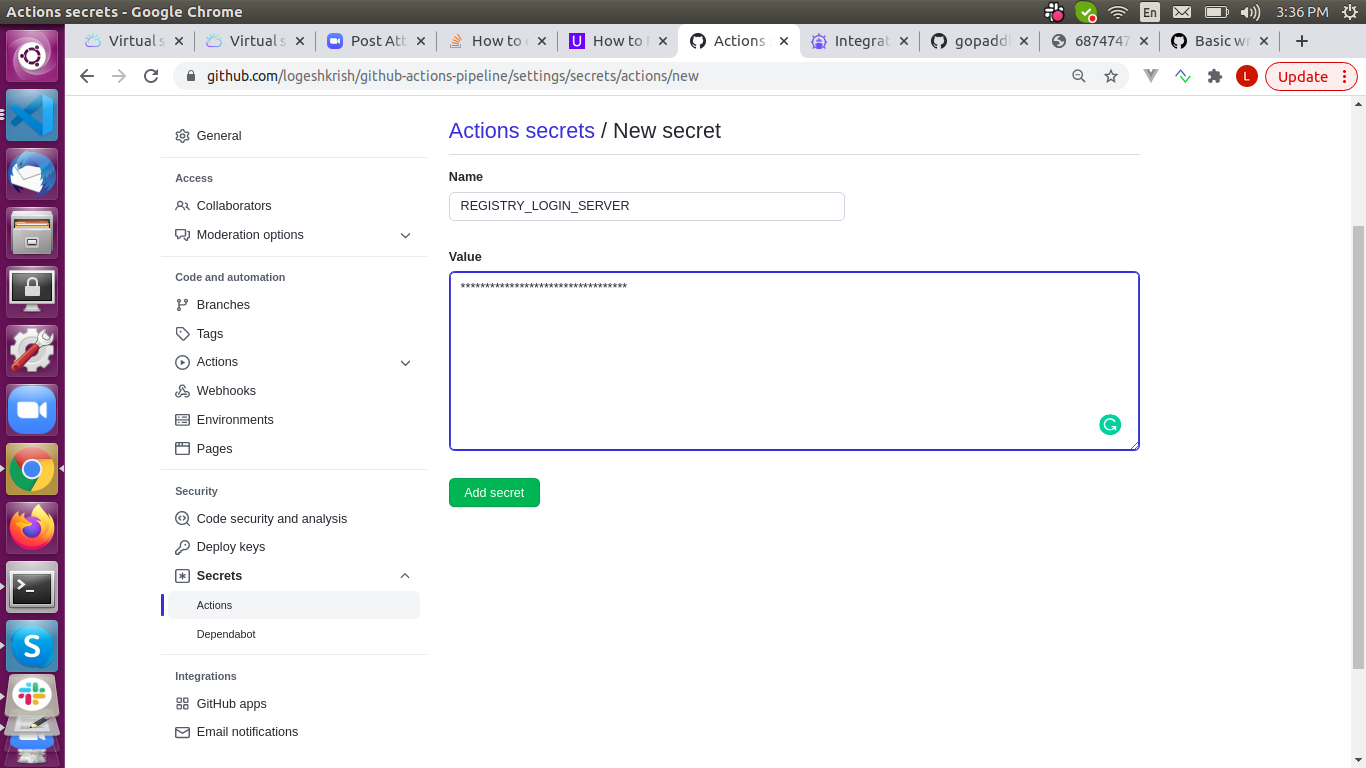 Actions secrets - Google Chrome
En
3:36 PM
Virtual s
Virtual s
Post Att
How to
How to
Actions
Integrat
gopaddl
6874747
Basic wr
github.com/logeshkrish/github-actions-pipeline/settings/secrets/actions/new
L
Update
General
Access
Collaborators
Moderation options
Code and automation
Branches
Tags
Actions
Webhooks
Environments
Pages
Security
Code security and analysis
Deploy keys
Secrets
Actions
Dependabot
Integrations
GitHub apps
Email notifications
Actions secrets / New secret
Name
REGISTRY_LOGIN_SERVER
Value
**********************************
Add secret